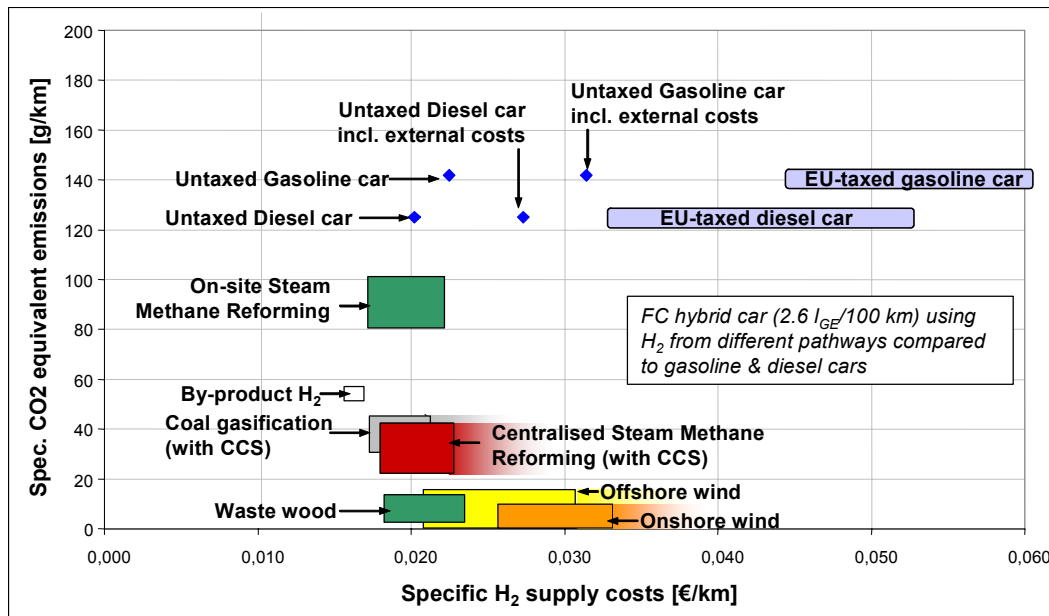 Spec. CO2 equivalent emissions [g/km]
200
180
160
140
120
100
80
60
40
20
0
Untaxed Diesel car
incl. external costs
Untaxed Gasoline car
incl. external costs
Untaxed Gasoline car
EU-taxed gasoline car
Untaxed Diesel car
EU-taxed diesel car
On-site Steam
Methane Reforming
FC hybrid car (2.6 lGE/100 km) using
H2 from different pathways compared
to gasoline & diesel cars
By-product H2
Coal gasification
(with CCS)
Centralised Steam Methane
Reforming (with CCS)
Offshore wind
Waste wood
Onshore wind
0,000
0,010
0,020
0,030
0,040
0,050
0,060
Specific H2 supply costs [€/km]